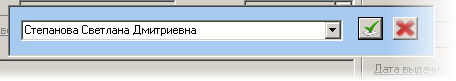 Степанова Светлана Дмитриевна
Дата выдачи